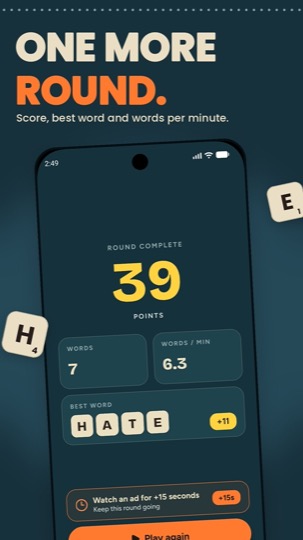 ONE MORE
ROUND.
Score, best word and words per minute.
2:49
E
1
ROUND COMPLETE
39
POINTS
H
4
WORDS
7
WORDS / MIN
6.3
BEST WORD
H A T E
+11
Watch an ad for +15 seconds
Keep this round going
+15s
Play again